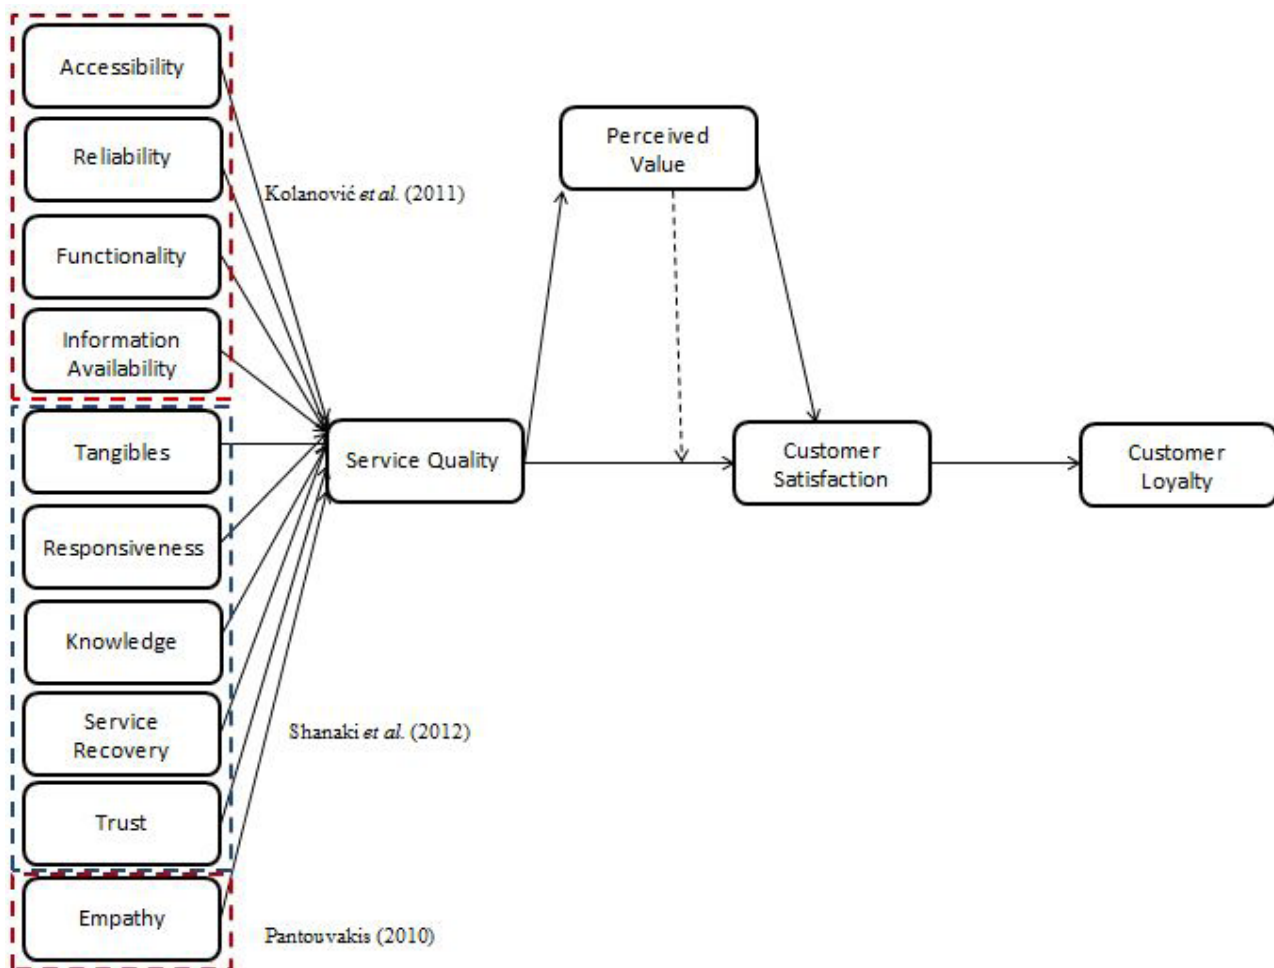 Accessibility
Reliability
Kolanović et al. (2011)
Functionality
Information
Availability
Tangibles
Responsiveness
Knowledge
Service
Recovery
Shanaki et al. (2012)
Trust
Empathy
Pantouvakis (2010)
Service Quality
Perceived
Value
Customer
Satisfaction
Customer
Loyalty